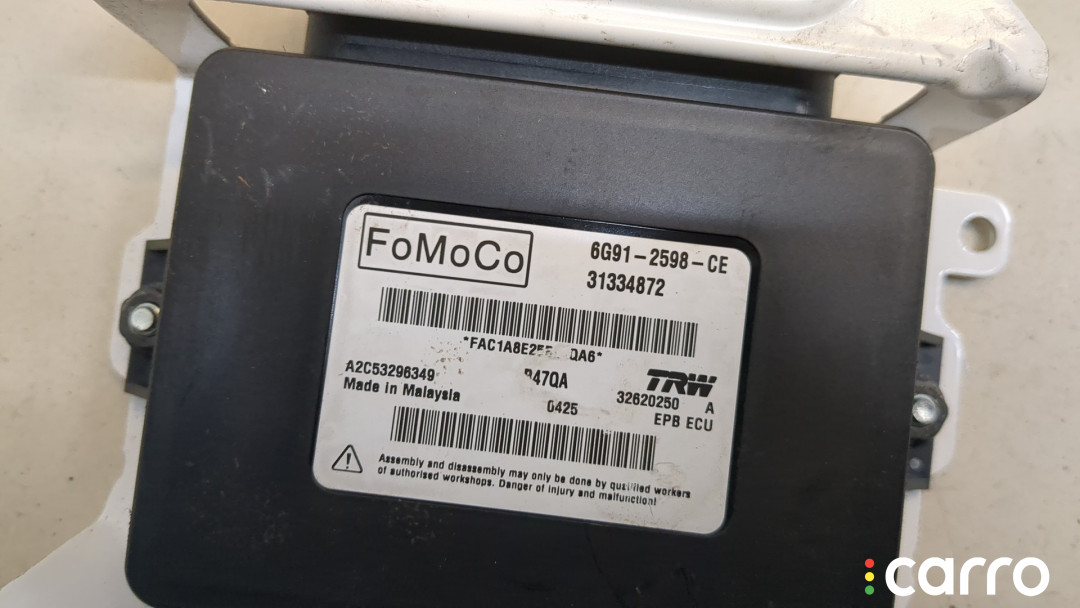 FoMoCo
6G91-2598-CE
31334872
QA6*
A2C53296349
Made in Malaysia
TRW
0425
32620250 A
EPB ECU
Assembly and disassembly may only be done by qualified workers
of authorised workshops. Danger of injury and malfunction!
carro